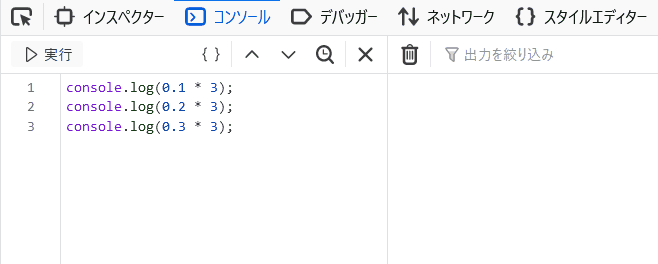 インスペクター コンソール デバッガー ネットワーク スタイルエディター
実行 { } 出力を絞り込み
1 console.log(0.1 * 3);
2 console.log(0.2 * 3);
3 console.log(0.3 * 3);